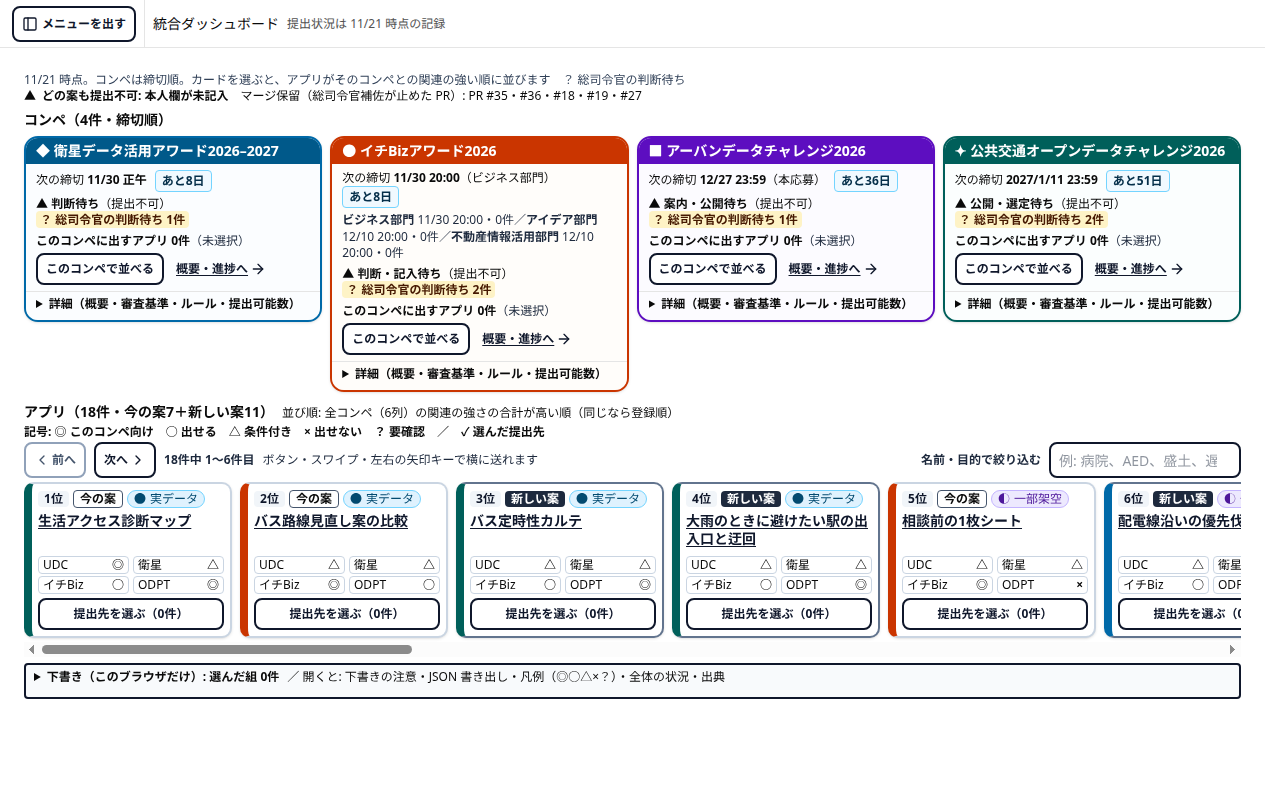 メニューを出す 統合ダッシュボード 提出状況は 11/21 時点の記録
11/21 時点。コンペは締切順。カードを選ぶと、アプリがそのコンペとの関連の強い順に並びます ？ 総司令官の判断待ち
▲ どの案も提出不可: 本人欄が未記入 マージ保留（総司令官補佐が止めた PR）: PR #35・#36・#18・#19・#27
コンペ（4件・締切順）
◆ 衛星データ活用アワード2026–2027
次の締切 11/30 正午 あと8日
▲ 判断待ち（提出不可）
？ 総司令官の判断待ち 1件
このコンペに出すアプリ 0件（未選択）
このコンペで並べる 概要・進捗へ →
▶ 詳細（概要・審査基準・ルール・提出可能数）
● イチBizアワード2026
次の締切 11/30 20:00（ビジネス部門）
あと8日
ビジネス部門 11/30 20:00・0件／アイデア部門
12/10 20:00・0件／不動産情報活用部門 12/10
20:00・0件
▲ 判断・記入待ち（提出不可）
？ 総司令官の判断待ち 2件
このコンペに出すアプリ 0件（未選択）
このコンペで並べる 概要・進捗へ →
▶ 詳細（概要・審査基準・ルール・提出可能数）
■ アーバンデータチャレンジ2026
次の締切 12/27 23:59（本応募） あと36日
▲ 案内・公開待ち（提出不可）
？ 総司令官の判断待ち 1件
このコンペに出すアプリ 0件（未選択）
このコンペで並べる 概要・進捗へ →
▶ 詳細（概要・審査基準・ルール・提出可能数）
✦ 公共交通オープンデータチャレンジ2026
次の締切 2027/1/11 23:59 あと51日
▲ 公開・選定待ち（提出不可）
？ 総司令官の判断待ち 2件
このコンペに出すアプリ 0件（未選択）
このコンペで並べる 概要・進捗へ →
▶ 詳細（概要・審査基準・ルール・提出可能数）
アプリ（18件・今の案7＋新しい案11） 並び順: 全コンペ（6列）の関連の強さの合計が高い順（同じなら登録順）
記号: ◎ このコンペ向け ○ 出せる △ 条件付き × 出せない ？ 要確認 ／ ✓ 選んだ提出先
前へ 次へ 18件中 1〜6件目 ボタン・スワイプ・左右の矢印キーで横に送れます 名前・目的で絞り込む 例: 病院、AED、盛土、遅
1位 今の案 ● 実データ
生活アクセス診断マップ
UDC ◎ 衛星 △
イチBiz ○ ODPT ◎
提出先を選ぶ（0件）
2位 今の案 ● 実データ
バス路線見直し案の比較
UDC △ 衛星 △
イチBiz ◎ ODPT ○
提出先を選ぶ（0件）
3位 新しい案 ● 実データ
バス定時性カルテ
UDC △ 衛星 △
イチBiz ○ ODPT ◎
提出先を選ぶ（0件）
4位 新しい案 ● 実データ
大雨のときに避けたい駅の出
入口と迂回
UDC △ 衛星 △
イチBiz ○ ODPT ◎
提出先を選ぶ（0件）
5位 今の案 ◐ 一部架空
相談前の1枚シート
UDC △ 衛星 △
イチBiz ◎ ODPT ×
提出先を選ぶ（0件）
6位 新しい案
配電線沿いの優先伐
UDC △ 衛星
イチBiz ○
提出先を選ぶ
▶ 下書き（このブラウザだけ）: 選んだ組 0件 ／ 開くと: 下書きの注意・JSON 書き出し・凡例（◎○△×？）・全体の状況・出典